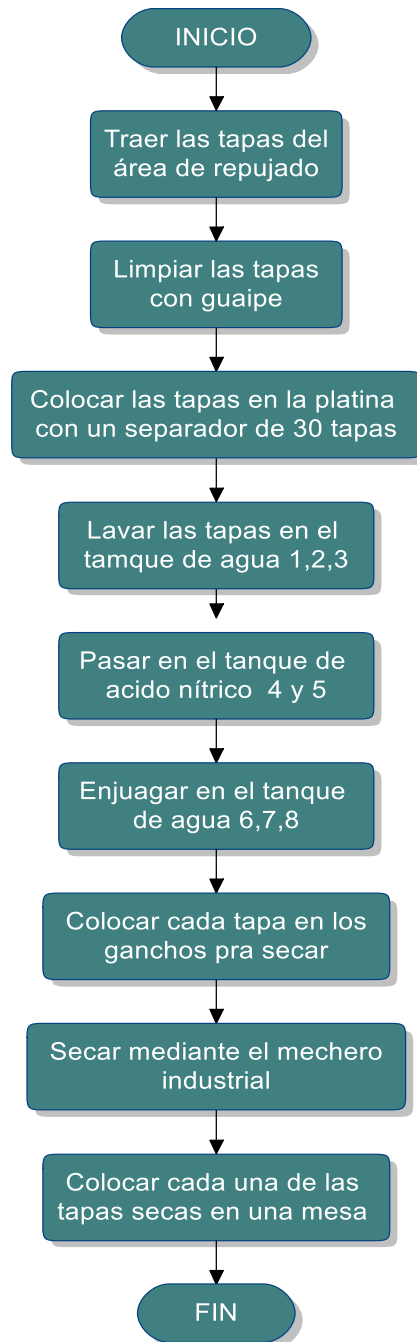 INICIO
Traer las tapas del
área de repujado
Limpiar las tapas
con guaipe
Colocar las tapas en la platina
con un separador de 30 tapas
Lavar las tapas en el
tamque de agua 1,2,3
Pasar en el tanque de
acido nítrico 4 y 5
Enjuagar en el tanque
de agua 6,7,8
Colocar cada tapa en los
ganchos pra secar
Secar mediante el mechero
industrial
Colocar cada una de las
tapas secas en una mesa
FIN